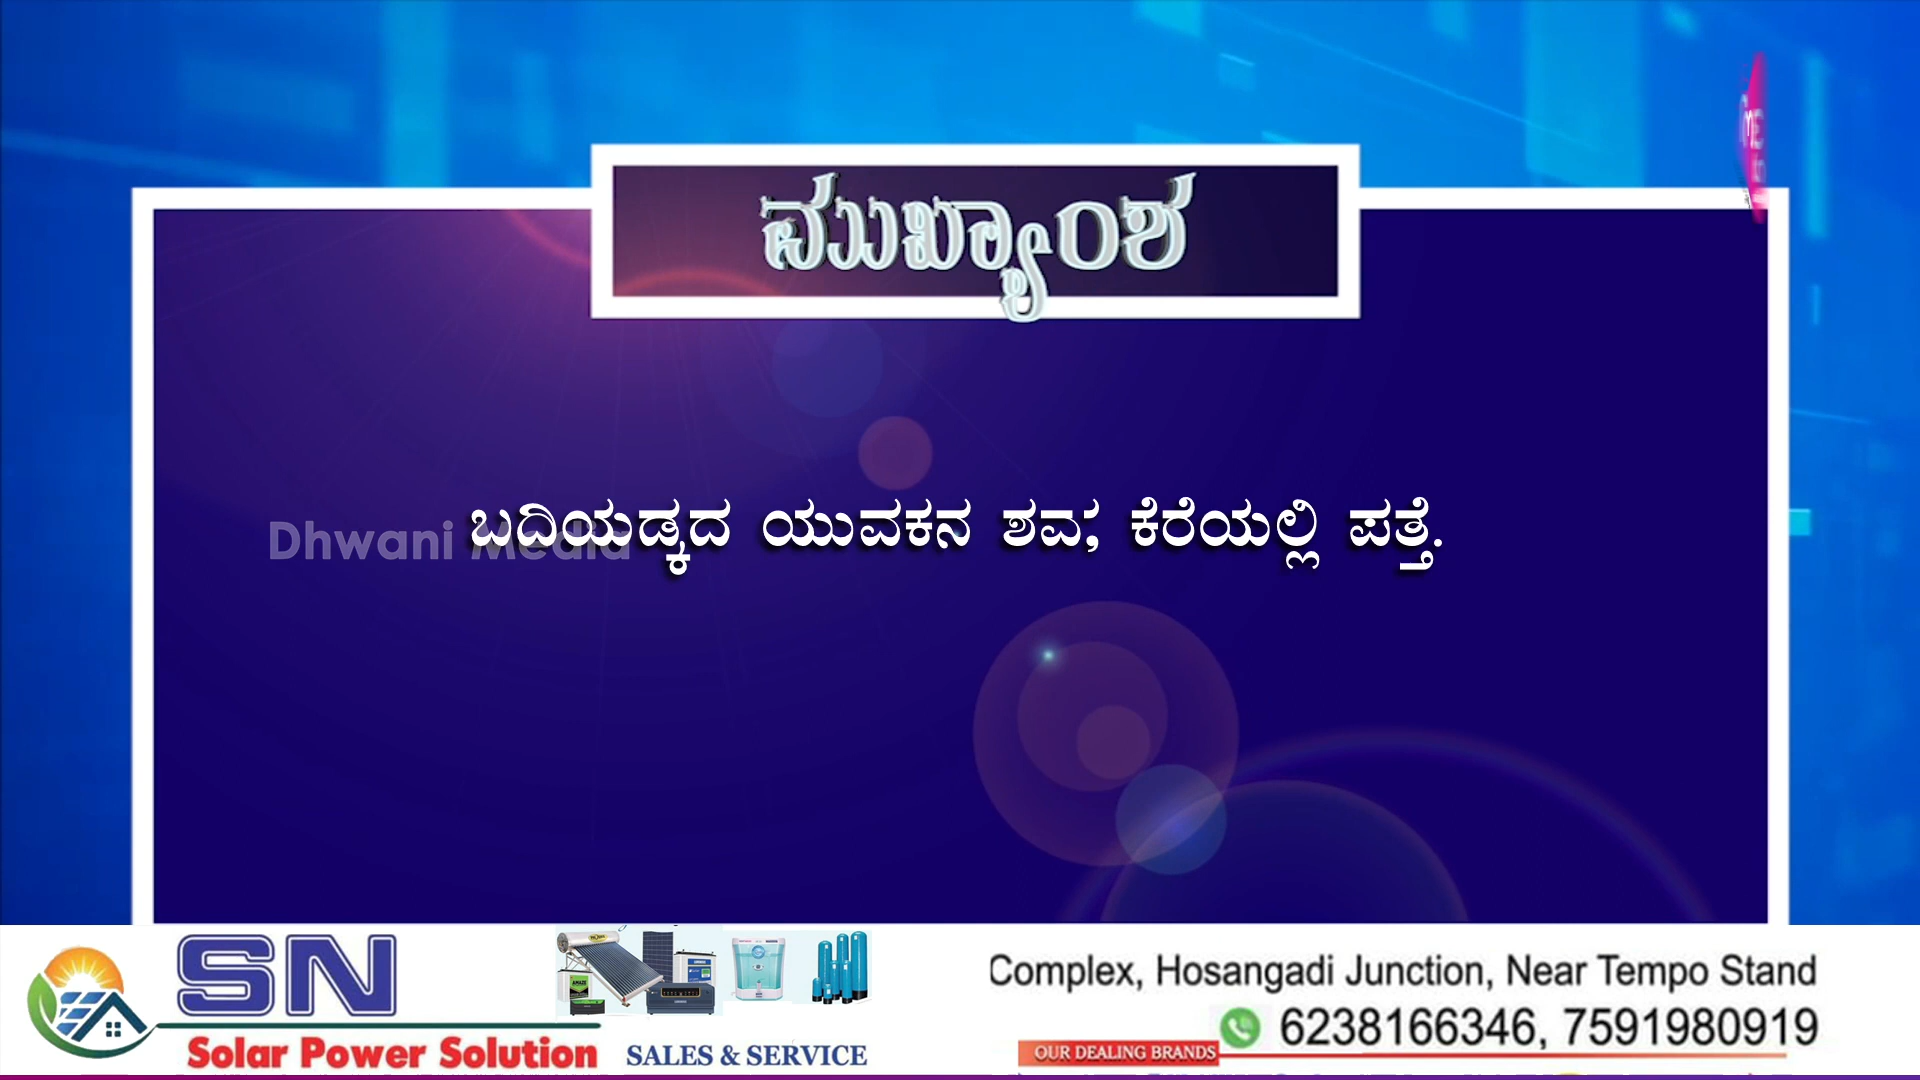 ಮುಖ್ಯಾಂಶ
ಬದಿಯಡ್ಕದ ಯುವಕನ ಶವ; ಕೆರೆಯಲ್ಲಿ ಪತ್ತೆ.
Dhwani Media
SN
Solar Power Solution
SALES & SERVICE
Complex, Hosangadi Junction, Near Tempo Stand
6238166346, 7591980919
OUR DEALING BRANDS